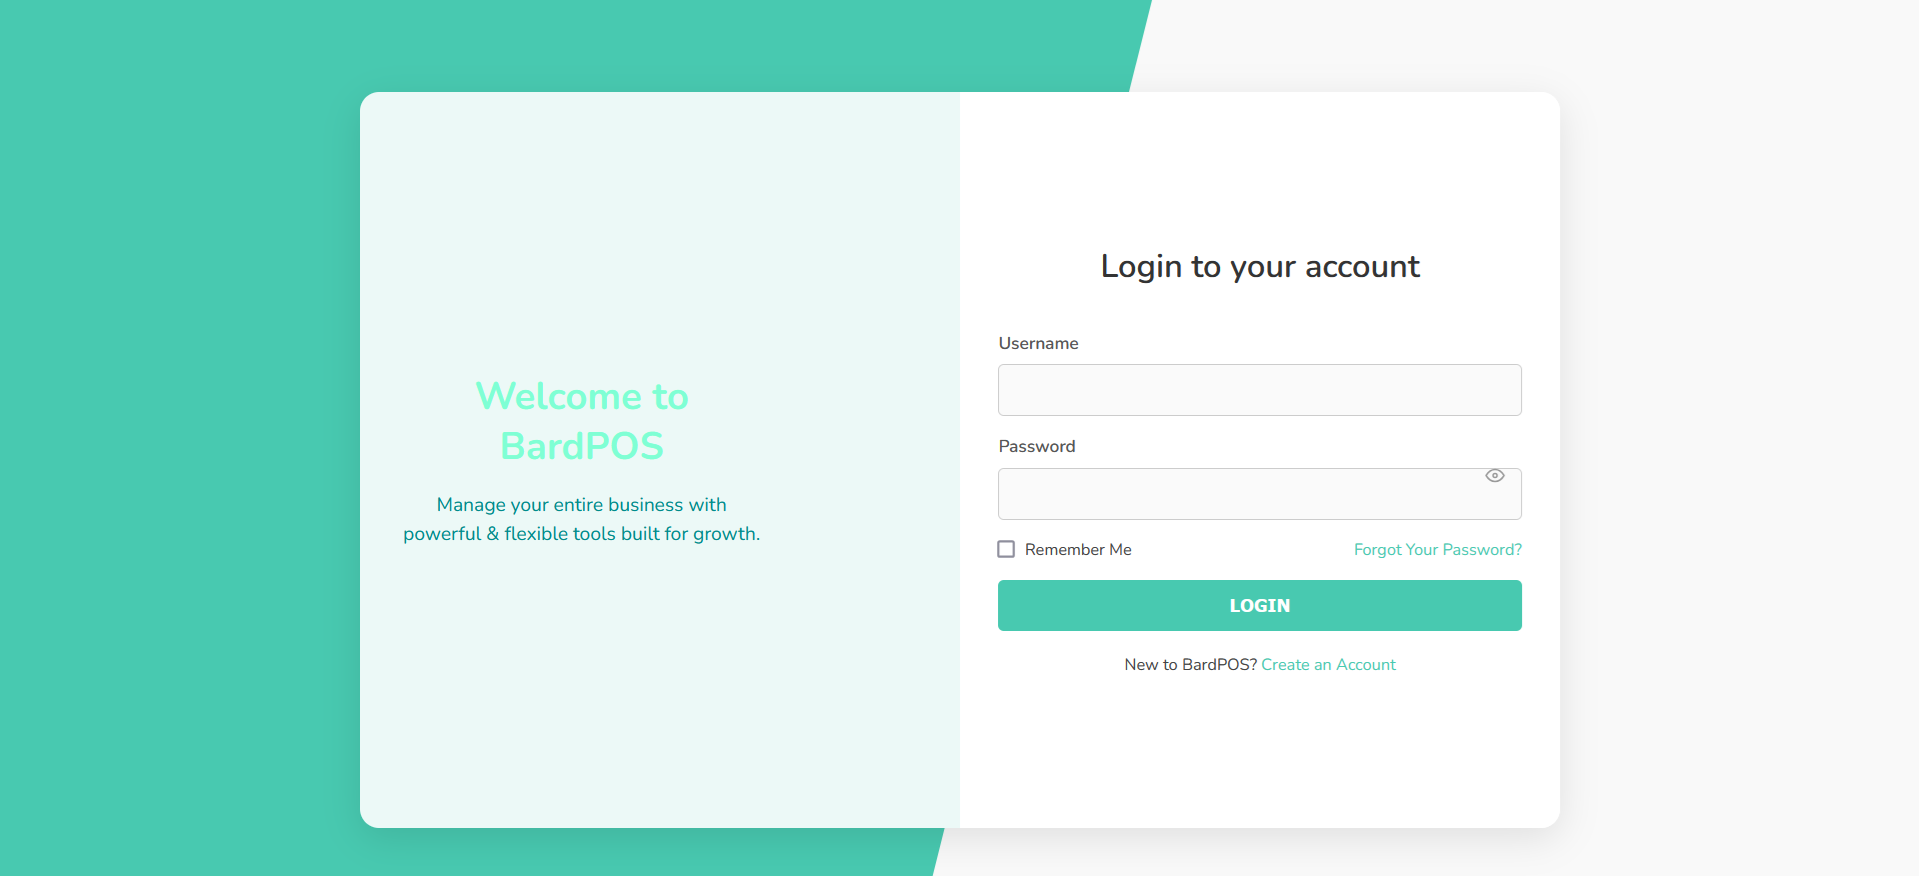 Welcome to
BardPOS
Manage your entire business with
powerful & flexible tools built for growth.
Login to your account
Username
Password
Remember Me
Forgot Your Password?
LOGIN
New to BardPOS? Create an Account